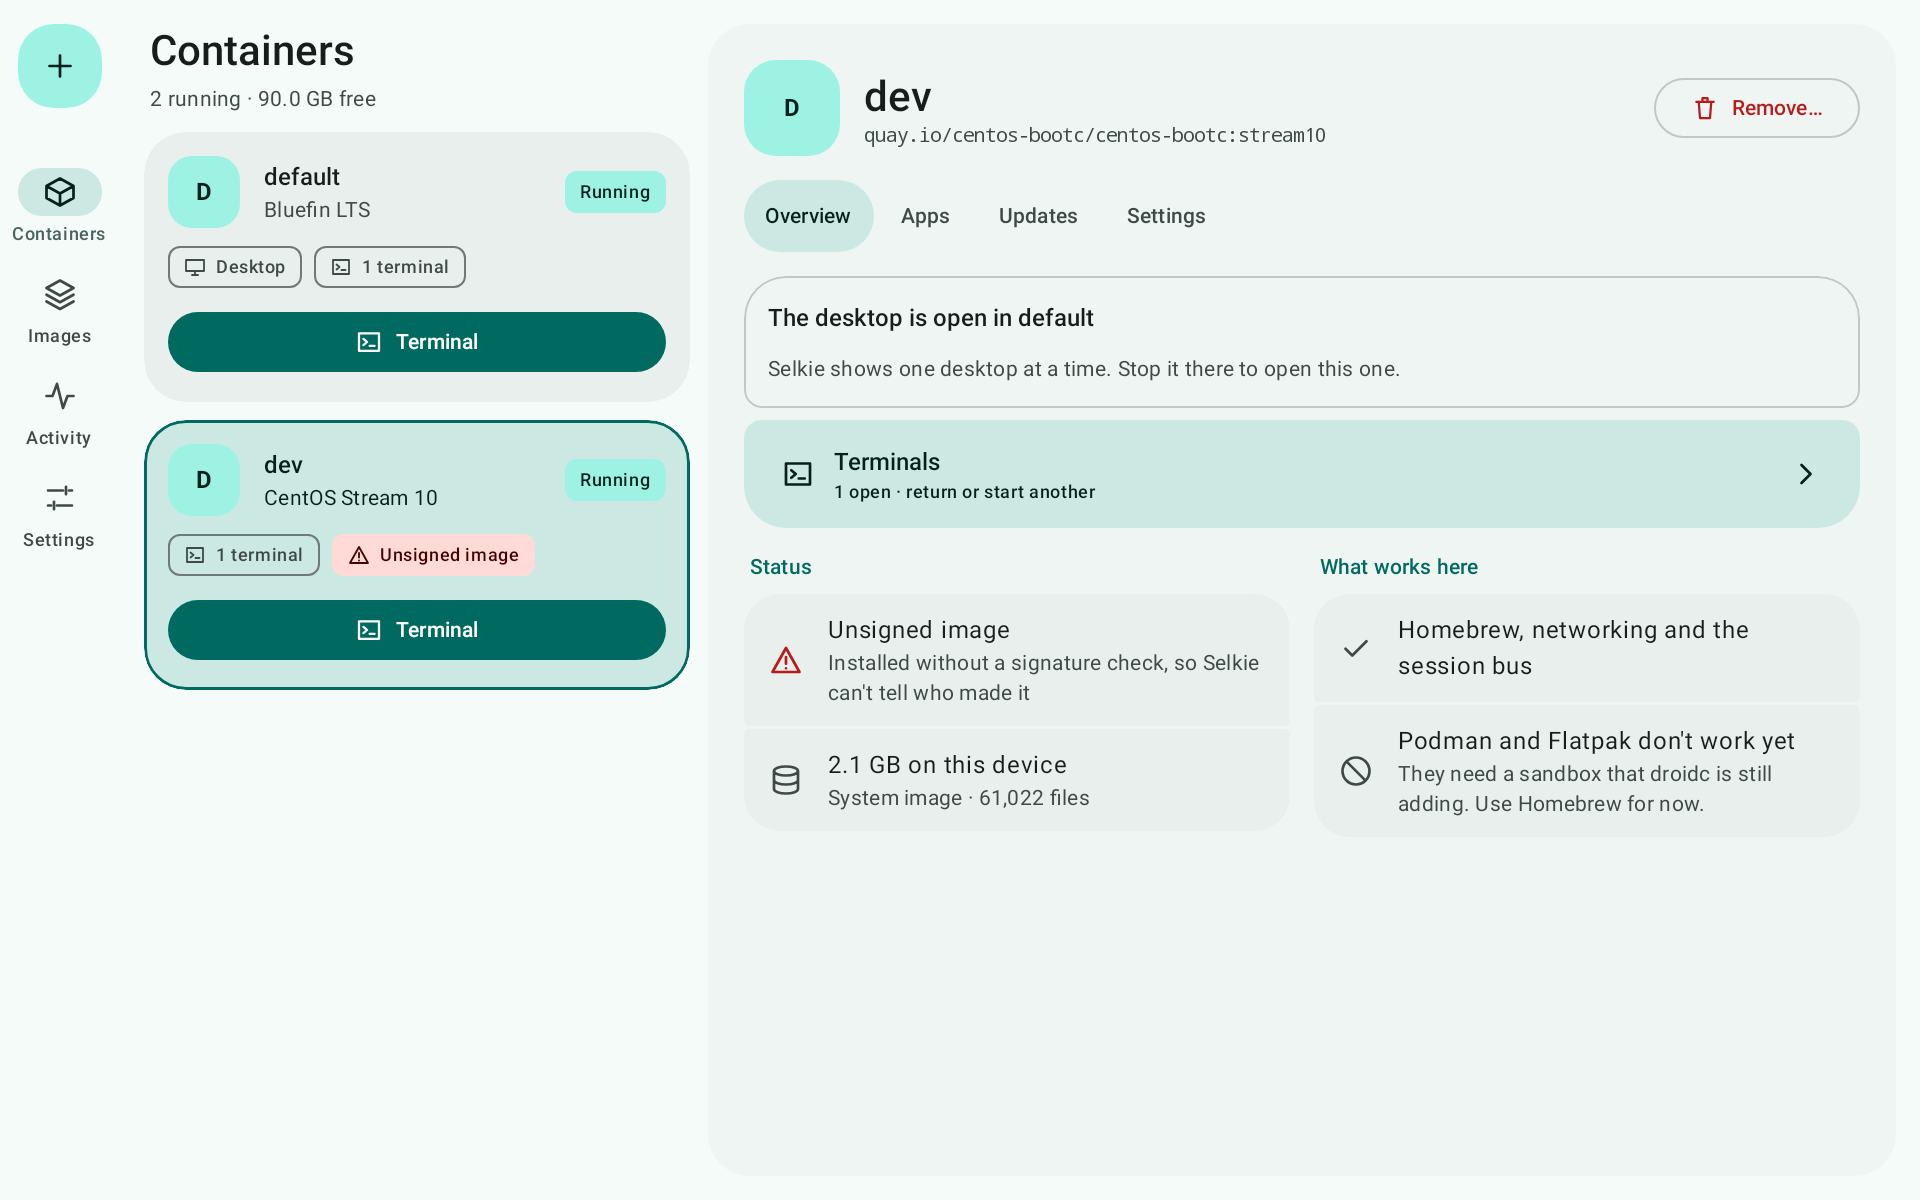 Containers
2 running · 90.0 GB free
Containers
Images
Activity
Settings
D
default
Bluefin LTS
Running
Desktop
1 terminal
Terminal
D
dev
CentOS Stream 10
Running
1 terminal
Unsigned image
Terminal
D
dev
quay.io/centos-bootc/centos-bootc:stream10
Remove…
Overview
Apps
Updates
Settings
The desktop is open in default
Selkie shows one desktop at a time. Stop it there to open this one.
Terminals
1 open · return or start another
Status
Unsigned image
Installed without a signature check, so Selkie
can't tell who made it
2.1 GB on this device
System image · 61,022 files
What works here
Homebrew, networking and the
session bus
Podman and Flatpak don't work yet
They need a sandbox that droidc is still
adding. Use Homebrew for now.